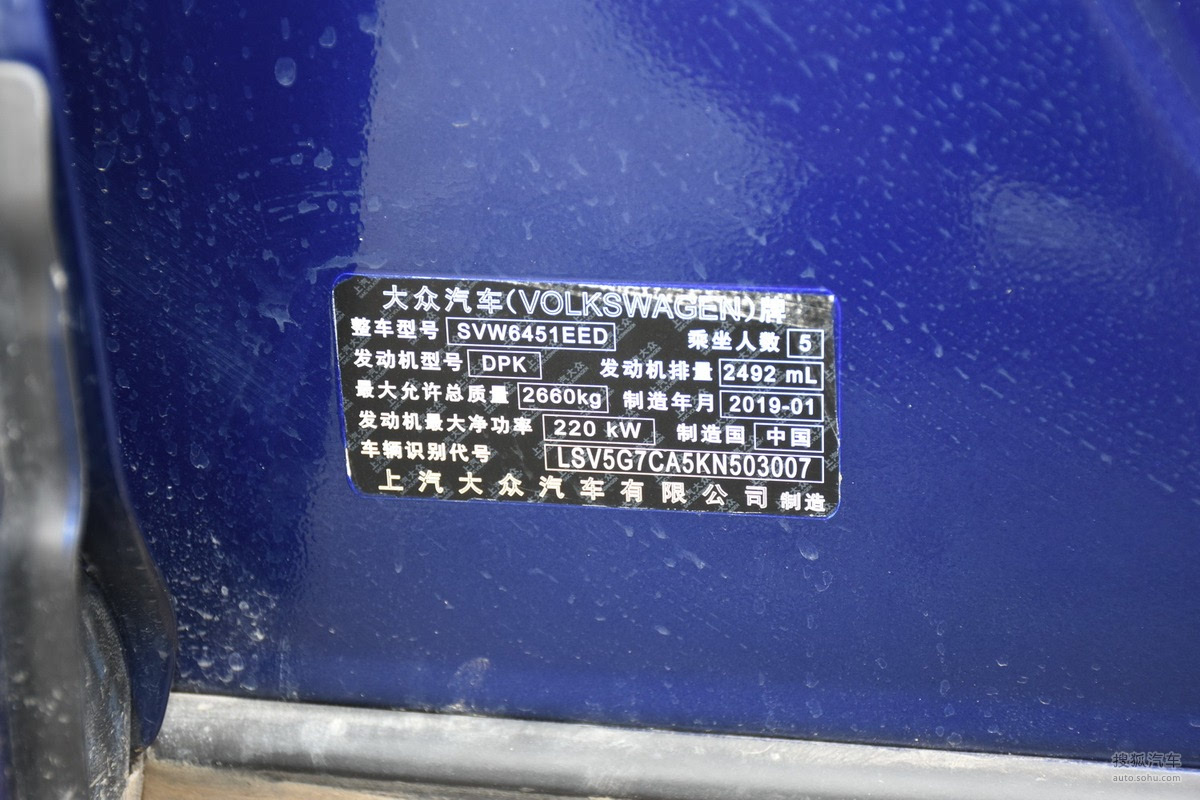 大众汽车(VOLKSWAGEN)牌
整车型号 SVW6451EED 乘坐人数 5
发动机型号 DPK 发动机排量 2492 mL
最大允许总质量 2660kg 制造年月 2019-01
发动机最大净功率 220 kW 制造国 中国
车辆识别代号 LSV5G7CA5KN503007
上汽大众汽车有限公司 制造
搜狐汽车
auto.sohu.com